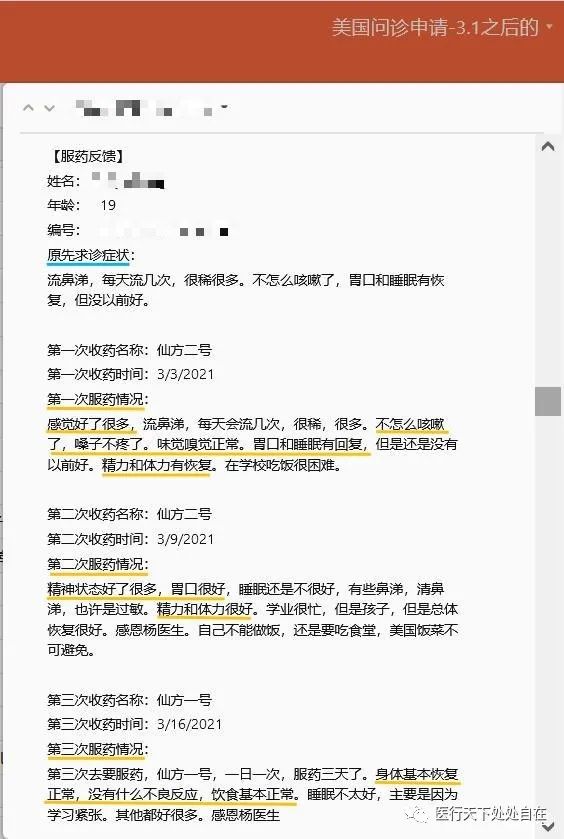 美国问诊申请-3.1之后的
【服药反馈】
姓名：
年龄： 19
编号：
原先求诊症状：
流鼻涕，每天流几次，很稀很多。不怎么咳嗽了，胃口和睡眠有恢
复，但没以前好。
第一次收药名称：仙方二号
第一次收药时间：3/3/2021
第一次服药情况：
感觉好了很多，流鼻涕，每天会流几次，很稀，很多。不怎么咳嗽
了，嗓子不疼了。味觉嗅觉正常。胃口和睡眠有回复，但是还是没有
以前好。精力和体力有恢复。在学校吃饭很困难。
第二次收药名称：仙方二号
第二次收药时间：3/9/2021
第二次服药情况：
精神状态好了很多，胃口很好，睡眠还是不很好，有些鼻涕，清鼻
涕，也许是过敏。精力和体力很好。学业很忙，但是孩子，但是总体
恢复很好。感恩杨医生。自己不能做饭，还是要吃食堂，美国饭菜不
可避免。
第三次收药名称：仙方一号
第三次收药时间：3/16/2021
第三次服药情况：
第三次去要服药，仙方一号，一日一次，服药三天了。身体基本恢复
正常，没有什么不良反应，饮食基本正常。睡眠不太好，主要是因为
学习紧张。其他都好很多。感恩杨医生
医行天下处处自在